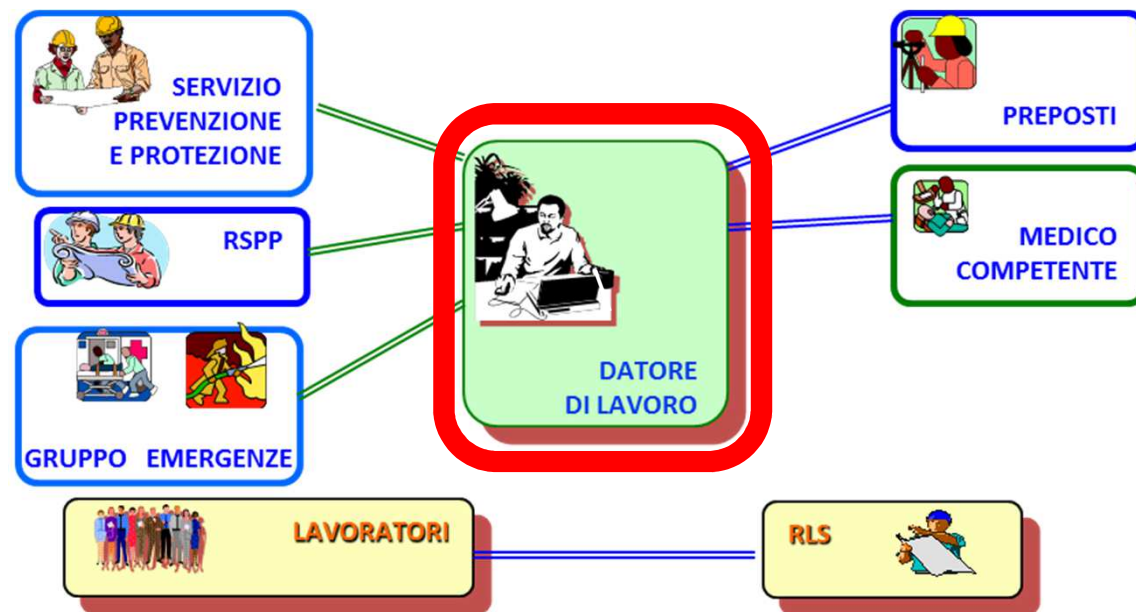 SERVIZIO
PREVENZIONE
E PROTEZIONE
RSPP
GRUPPO EMERGENZE
DATORE
DI LAVORO
PREPOSTI
MEDICO
COMPETENTE
LAVORATORI
RLS